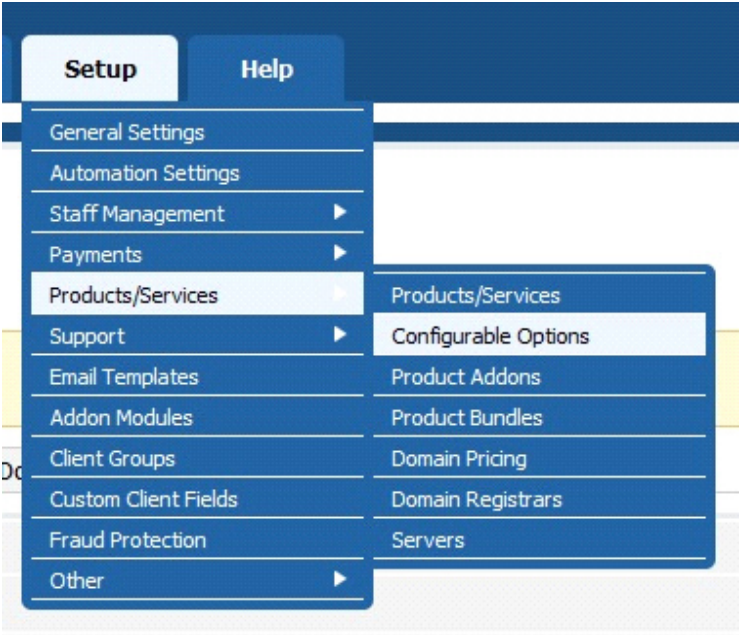 Setup Help
General Settings
Automation Settings
Staff Management
Payments
Products/Services
Support
Email Templates
Addon Modules
Client Groups
Custom Client Fields
Fraud Protection
Other
Products/Services
Configurable Options
Product Addons
Product Bundles
Domain Pricing
Domain Registrars
Servers